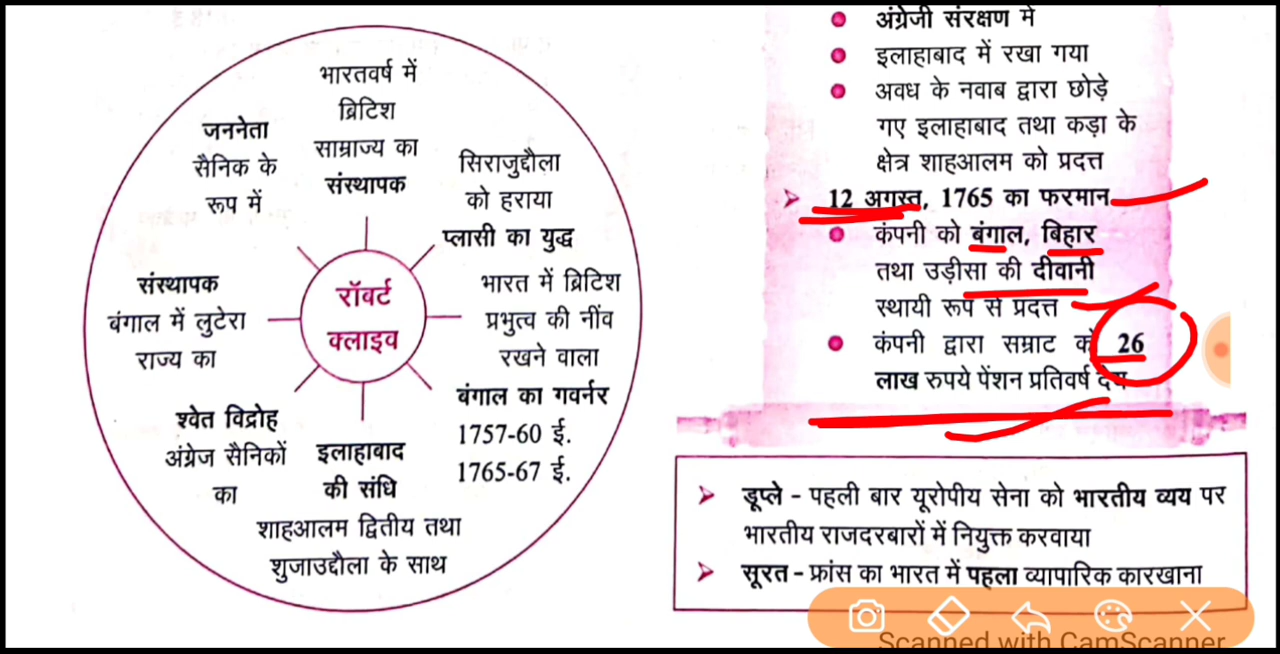 भारतवर्ष में
ब्रिटिश
साम्राज्य का
संस्थापक
सिराजुद्दौला
को हराया
प्लासी का युद्ध
भारत में ब्रिटिश
प्रभुत्व की नींव
रखने वाला
बंगाल का गवर्नर
1757-60 ई.
1765-67 ई.
इलाहाबाद
की संधि
शाहआलम द्वितीय तथा
शुजाउद्दौला के साथ
श्वेत विद्रोह
अंग्रेज सैनिकों
का
संस्थापक
बंगाल में लुटेरा
राज्य का
जननेता
सैनिक के
रूप में
रॉवर्ट
क्लाइव
अंग्रेजी संरक्षण में
इलाहाबाद में रखा गया
अवध के नवाब द्वारा छोड़े
गए इलाहाबाद तथा कड़ा के
क्षेत्र शाहआलम को प्रदत्त
12 अगस्त, 1765 का फरमान
कंपनी को बंगाल, बिहार
तथा उड़ीसा की दीवानी
स्थायी रूप से प्रदत्त
कंपनी द्वारा सम्राट को 26
लाख रुपये पेंशन प्रतिवर्ष देय
डूप्ले - पहली बार यूरोपीय सेना को भारतीय व्यय पर
भारतीय राजदरबारों में नियुक्त करवाया
सूरत - फ्रांस का भारत में पहला व्यापारिक कारखाना
Scanned with CamScanner